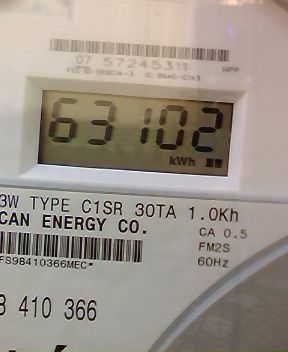 07 57245311
63102
kWh
3W TYPE C1SR 30TA 1.0Kh
CAN ENERGY CO.
CA 0.5
FM2S
60Hz
FS98410366MEC*
410 366